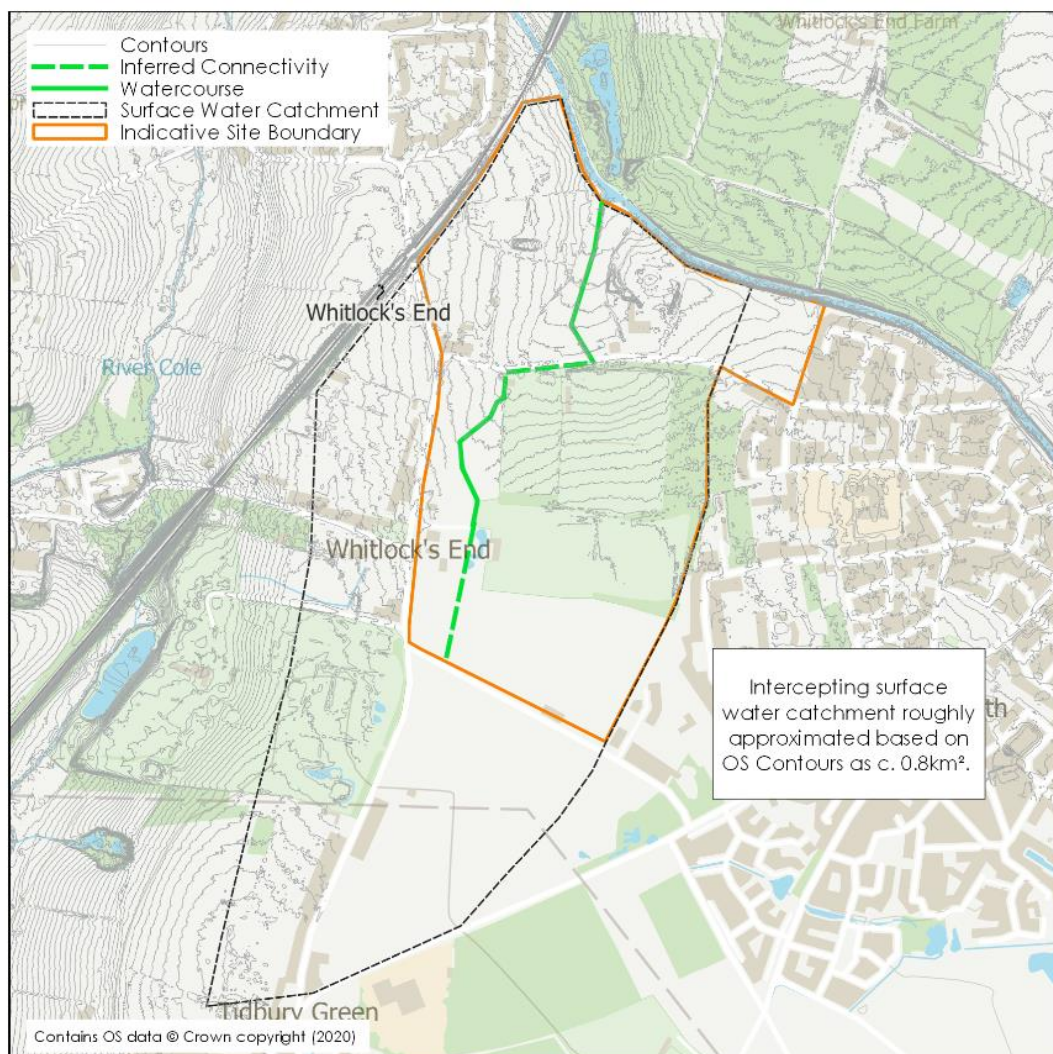 Whitlock's End Farm
Contours
Inferred Connectivity
Watercourse
Surface Water Catchment
Indicative Site Boundary
Whitlock's End
River Cole
Whitlock's End
Intercepting surface
water catchment roughly
approximated based on
OS Contours as c. 0.8km².
th
Tidbury Green
Contains OS data © Crown copyright (2020)